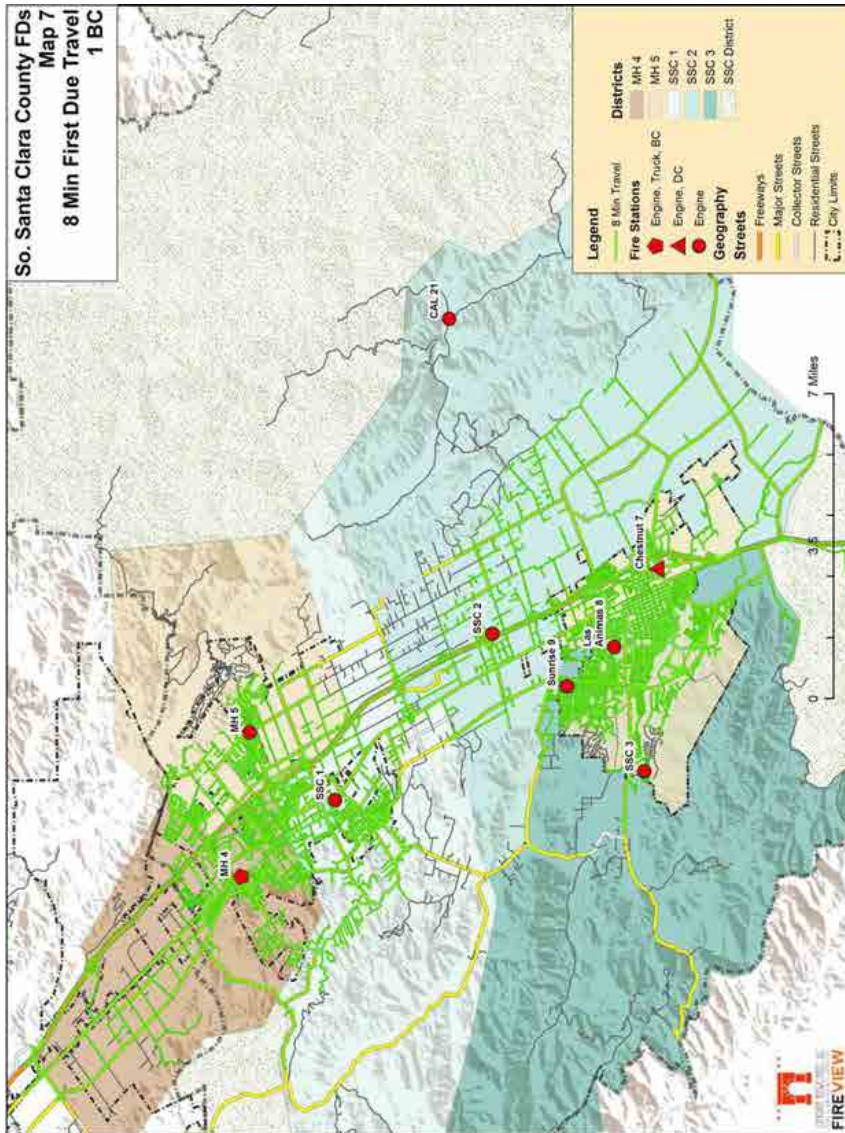 So. Santa Clara County FDs
Map 7
8 Min First Due Travel
1 BC
CAL 21
MH 5
MH 4
SSC 1
SSC 2
Sunrise 9
Las
Animas 8
Chestnut 7
SSC 3
0
3.5
7 Miles
Legend
8 Min Travel
Fire Stations
Engine, Truck, BC
Engine, DC
Engine
Geography
Streets
Freeways
Major Streets
Collector Streets
Residential Streets
City Limits
Districts
MH 4
MH 5
SSC 1
SSC 2
SSC 3
SSC District
FIREVIEW